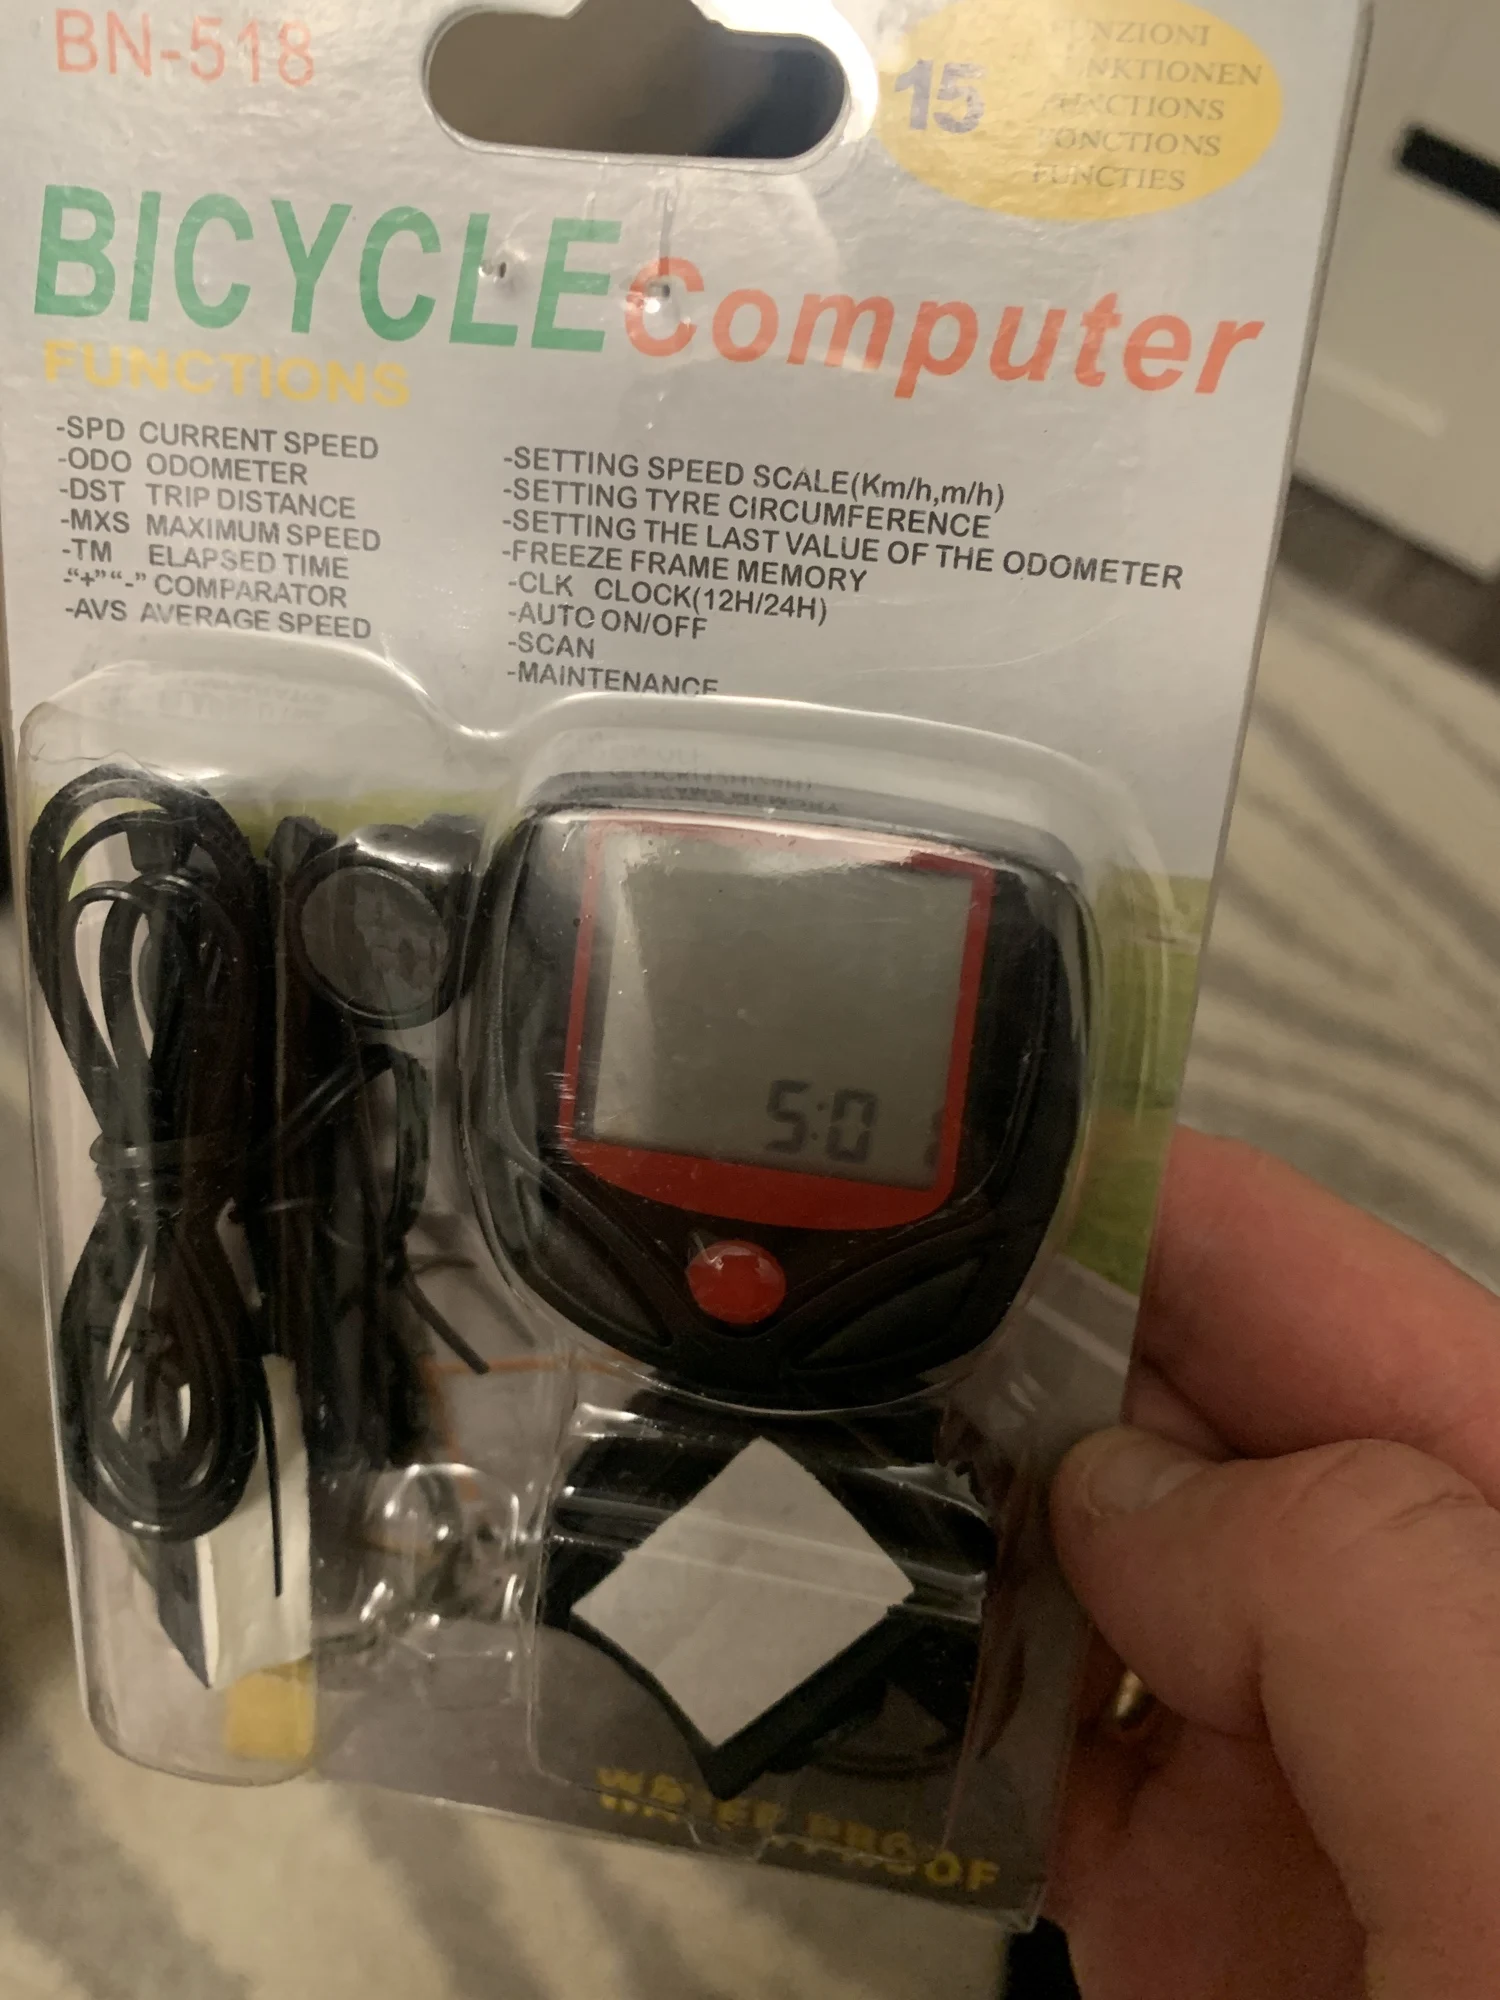 BN-518
15
FUNZIONI
FUNKTIONEN
FUNCTIONS
FONCTIONS
FUNCTIES
BICYCLE Computer
FUNCTIONS
-SPD CURRENT SPEED
-ODO ODOMETER
-DST TRIP DISTANCE
-MXS MAXIMUM SPEED
-TM ELAPSED TIME
-“+”“-” COMPARATOR
-AVS AVERAGE SPEED
-SETTING SPEED SCALE(Km/h,m/h)
-SETTING TYRE CIRCUMFERENCE
-SETTING THE LAST VALUE OF THE ODOMETER
-FREEZE FRAME MEMORY
-CLK CLOCK(12H/24H)
-AUTO ON/OFF
-SCAN
-MAINTENANCE
5:0
WATER PROOF